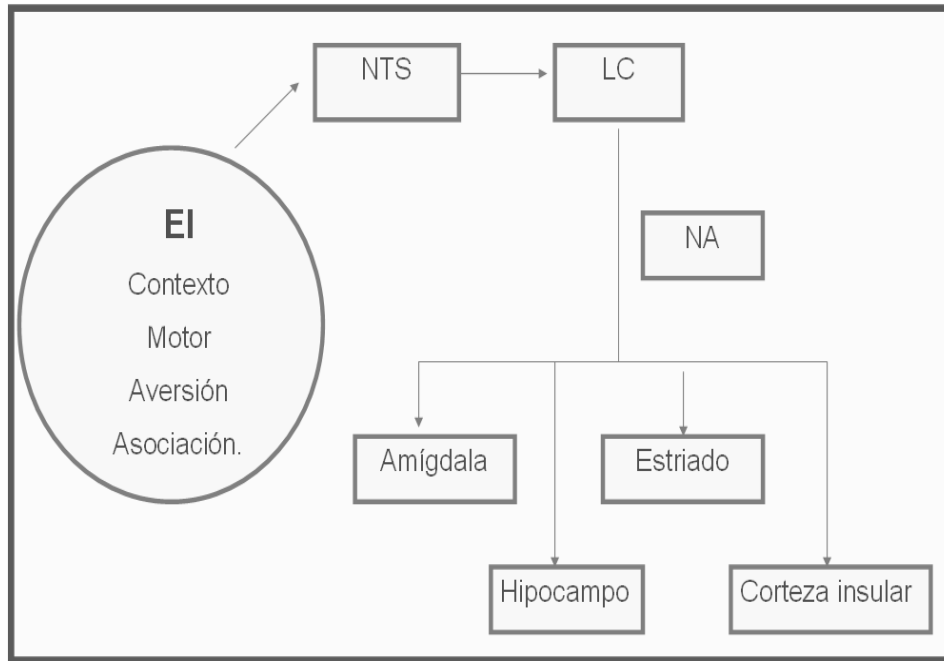 NTS
LC
EI
Contexto
Motor
Aversión
Asociación.
NA
Amígdala
Estriado
Hipocampo
Corteza insular